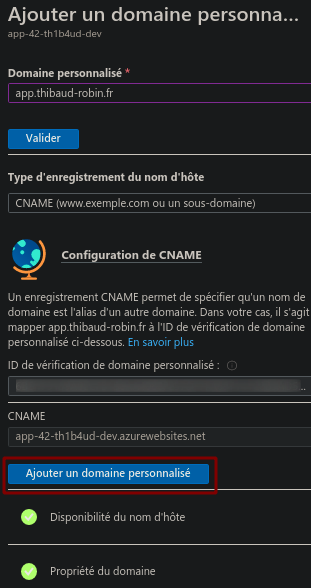 Ajouter un domaine personna...
app-42-th1b4ud-dev
Domaine personnalisé *
app.thibaud-robin.fr
Valider
Type d'enregistrement du nom d'hôte
CNAME (www.exemple.com ou un sous-domaine)
Configuration de CNAME
Un enregistrement CNAME permet de spécifier qu'un nom de
domaine est l'alias d'un autre domaine. Dans votre cas, il s'agit
mapper app.thibaud-robin.fr à l'ID de vérification de domaine
personnalisé ci-dessous. En savoir plus
ID de vérification de domaine personnalisé :
CNAME
app-42-th1b4ud-dev.azurewebsites.net
Ajouter un domaine personnalisé
Disponibilité du nom d'hôte
Propriété du domaine